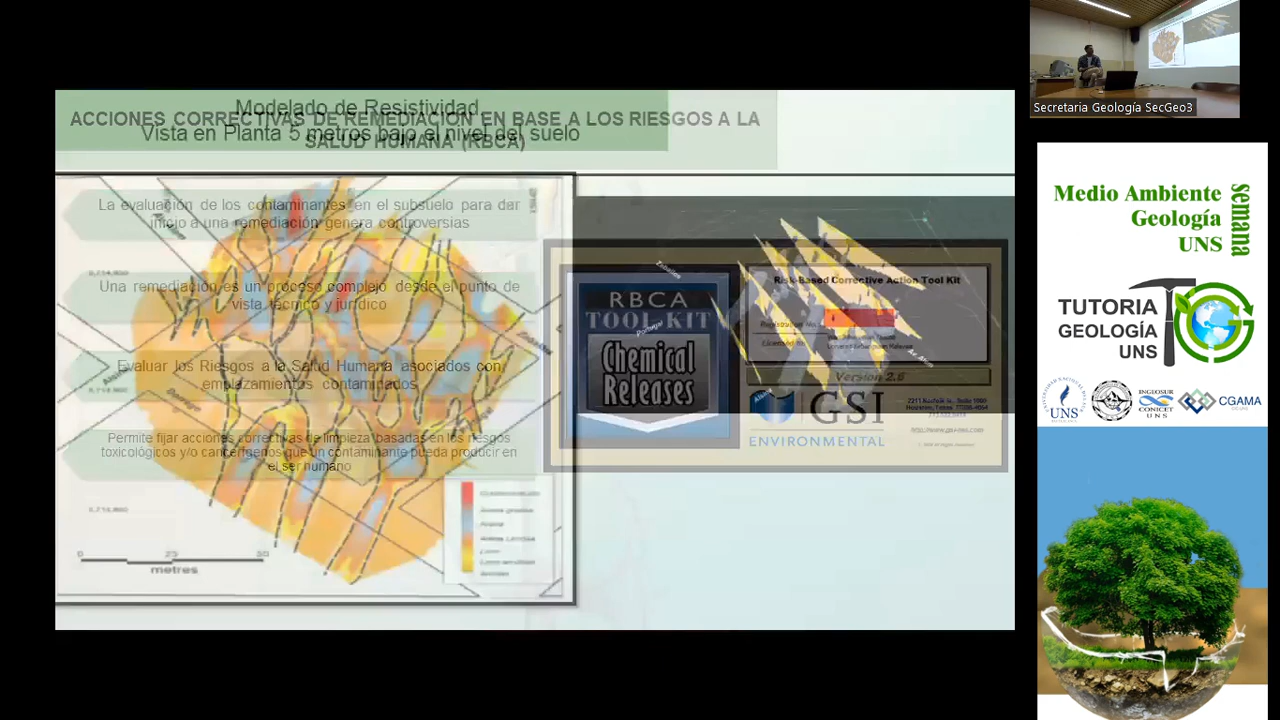 Modelado de Resistividad
Vista en Planta 5 metros bajo el nivel del suelo
ACCIONES CORRECTIVAS DE REMEDIACIÓN EN BASE A LOS RIESGOS A LA
SALUD HUMANA (RBCA)
La evaluación de los contaminantes en el subsuelo para dar
inicio a una remediación genera controversias
Una remediación es un proceso complejo desde el punto de
vista técnico y jurídico
Evaluar los Riesgos a la Salud Humana asociados con
emplazamientos contaminados
Permite fijar acciones correctivas de limpieza basadas en los riesgos
toxicológicos y/o cancerígenos que un contaminante pueda producir en
el ser humano
0
metres
Zeballos
Portugal
RBCA
TOOL KIT
Chemical
Releases
Risk-Based Corrective Action Tool Kit
Version 2.6
GSI
ENVIRONMENTAL
Secretaria Geología SecGeo3
Medio Ambiente
Geología
UNS
semana
TUTORIA
GEOLOGÍA
UNS
UNS
INGEOSUR
CONICET
UNS
CGAMA